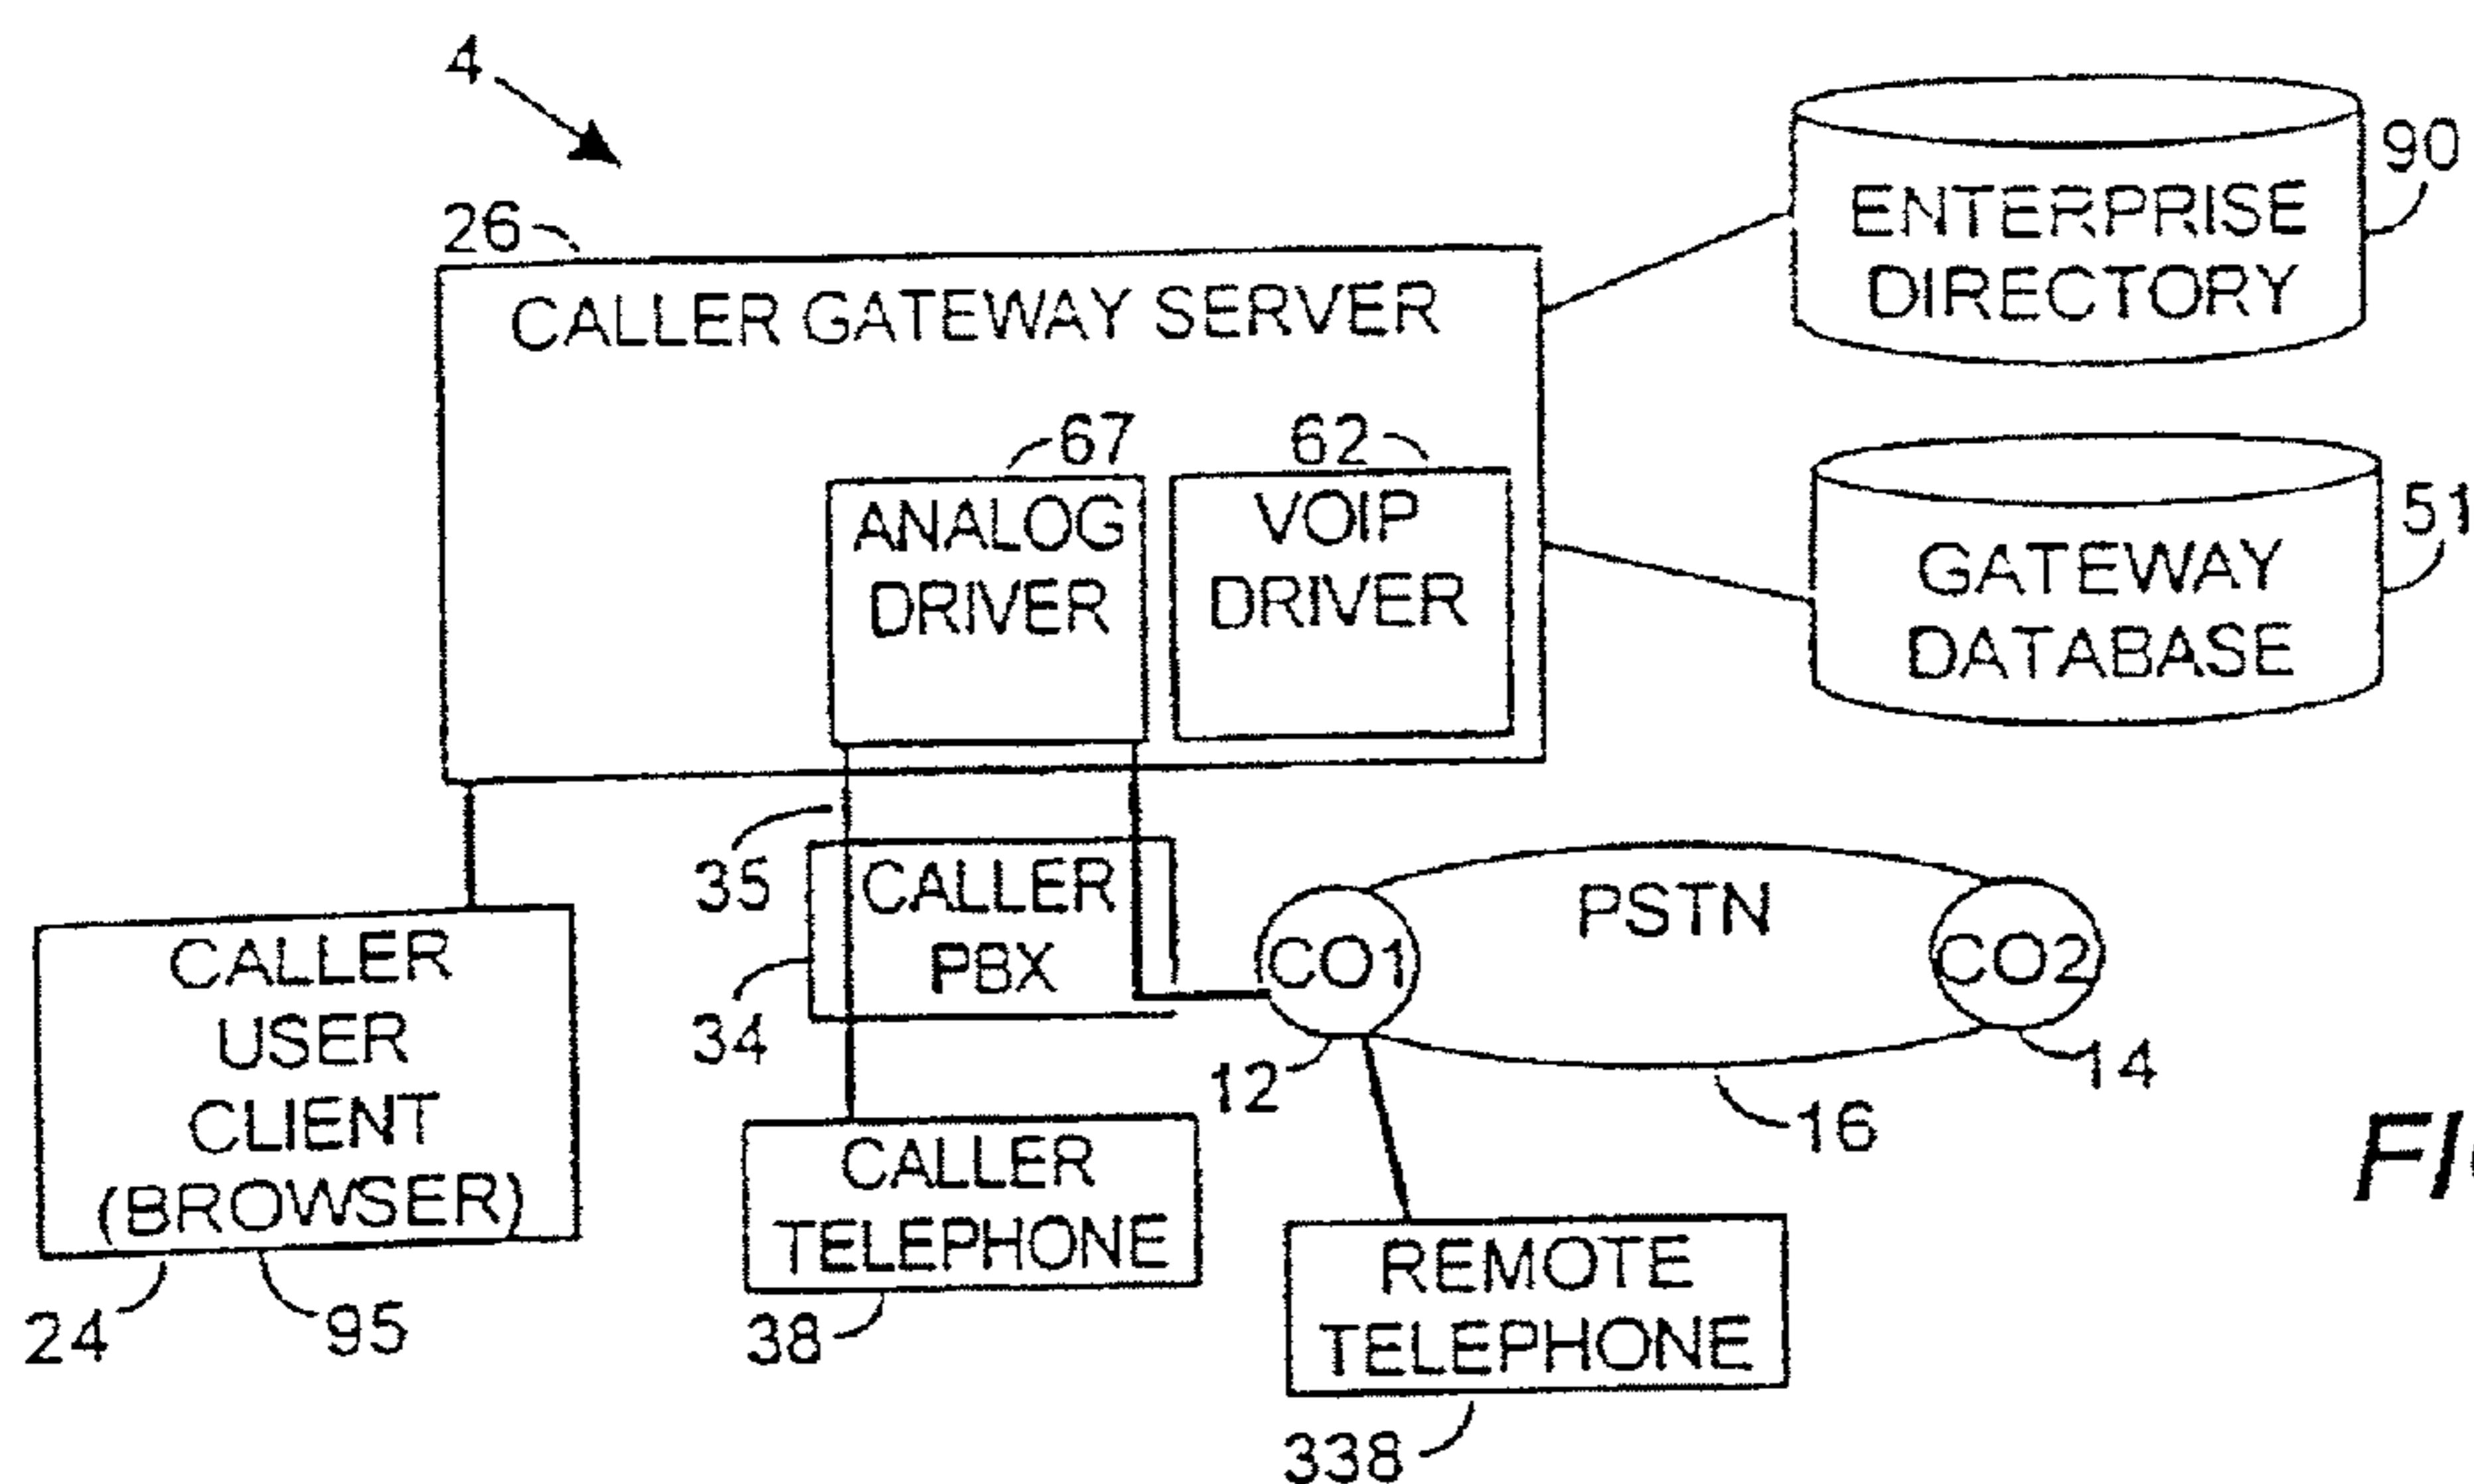 4
26
CALLER GATEWAY SERVER
90
ENTERPRISE
DIRECTORY
67
62
ANALOG
DRIVER
VOIP
DRIVER
51
GATEWAY
DATABASE
35
CALLER
PBX
34
CALLER
USER
CLIENT
(BROWSER)
24
95
CO1
PSTN
CO2
12
16
14
CALLER
TELEPHONE
38
REMOTE
TELEPHONE
338